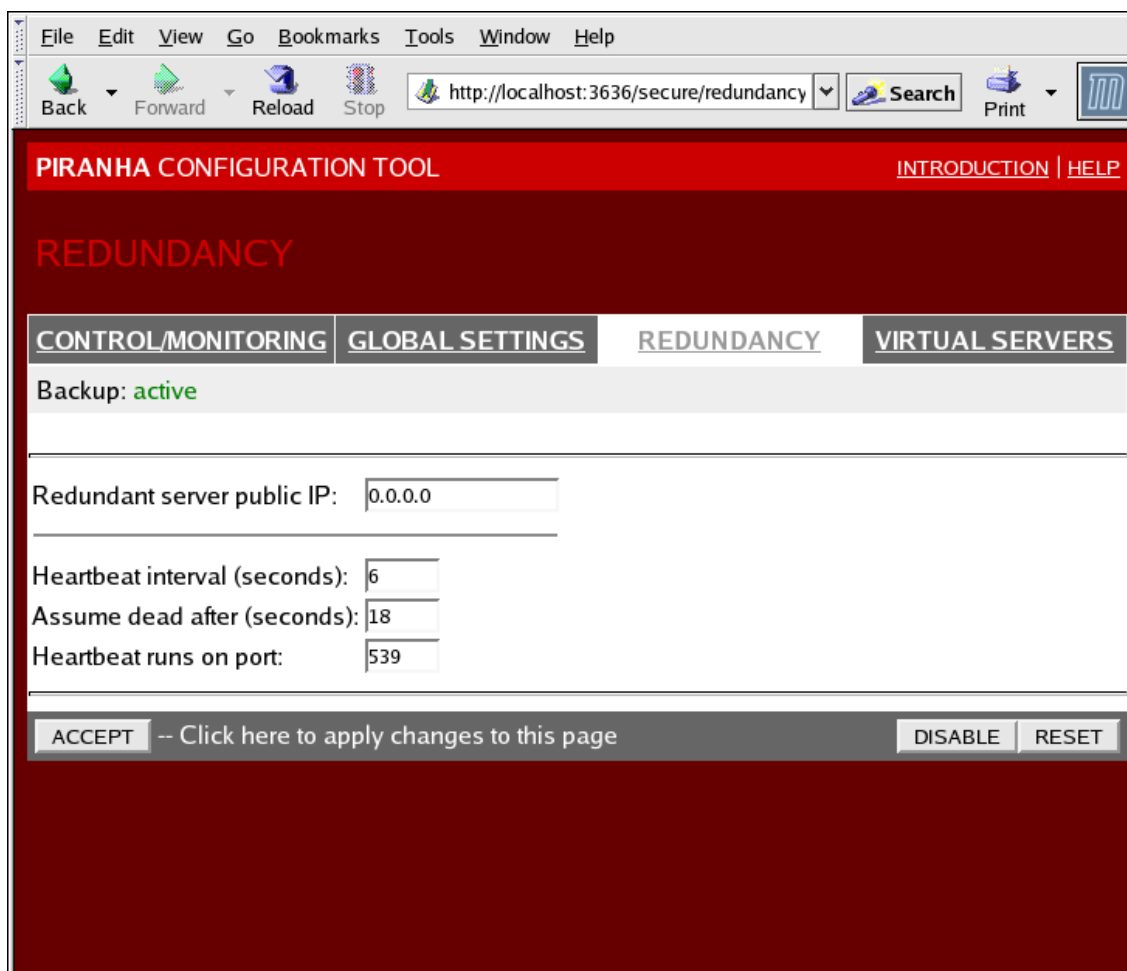 File Edit View Go Bookmarks Tools Window Help
Back Forward Reload Stop http://localhost:3636/secure/redundancy Search Print m
PIRANHA CONFIGURATION TOOL INTRODUCTION | HELP
REDUNDANCY
CONTROL/MONITORING GLOBAL SETTINGS REDUNDANCY VIRTUAL SERVERS
Backup: active
Redundant server public IP: 0.0.0.0
Heartbeat interval (seconds): 6
Assume dead after (seconds): 18
Heartbeat runs on port: 539
ACCEPT -- Click here to apply changes to this page DISABLE RESET